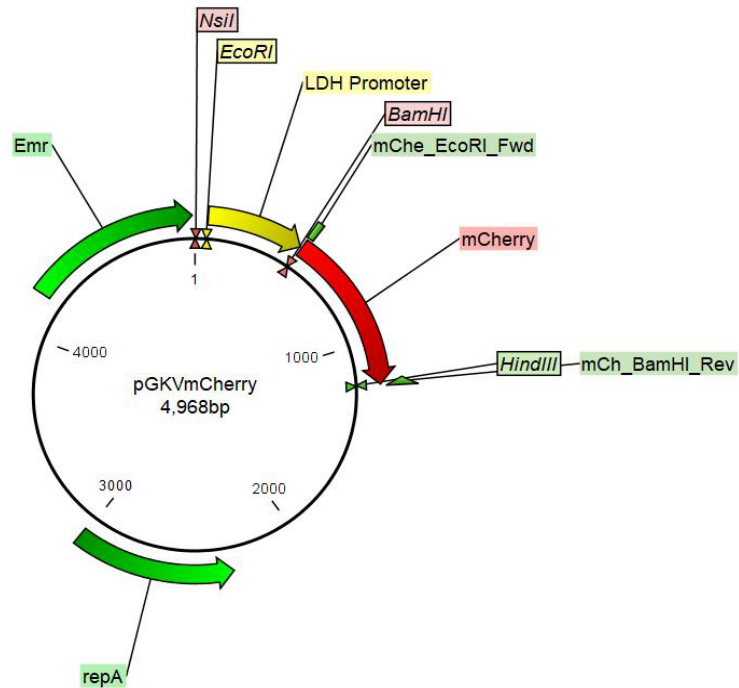 NsiI
EcoRI
LDH Promoter
BamHI
mChe_EcoRI_Fwd
Emr
mCherry
1
1000
4000
HindIII
mCh_BamHI_Rev
pGKVmCherry
4,968bp
3000
2000
repA